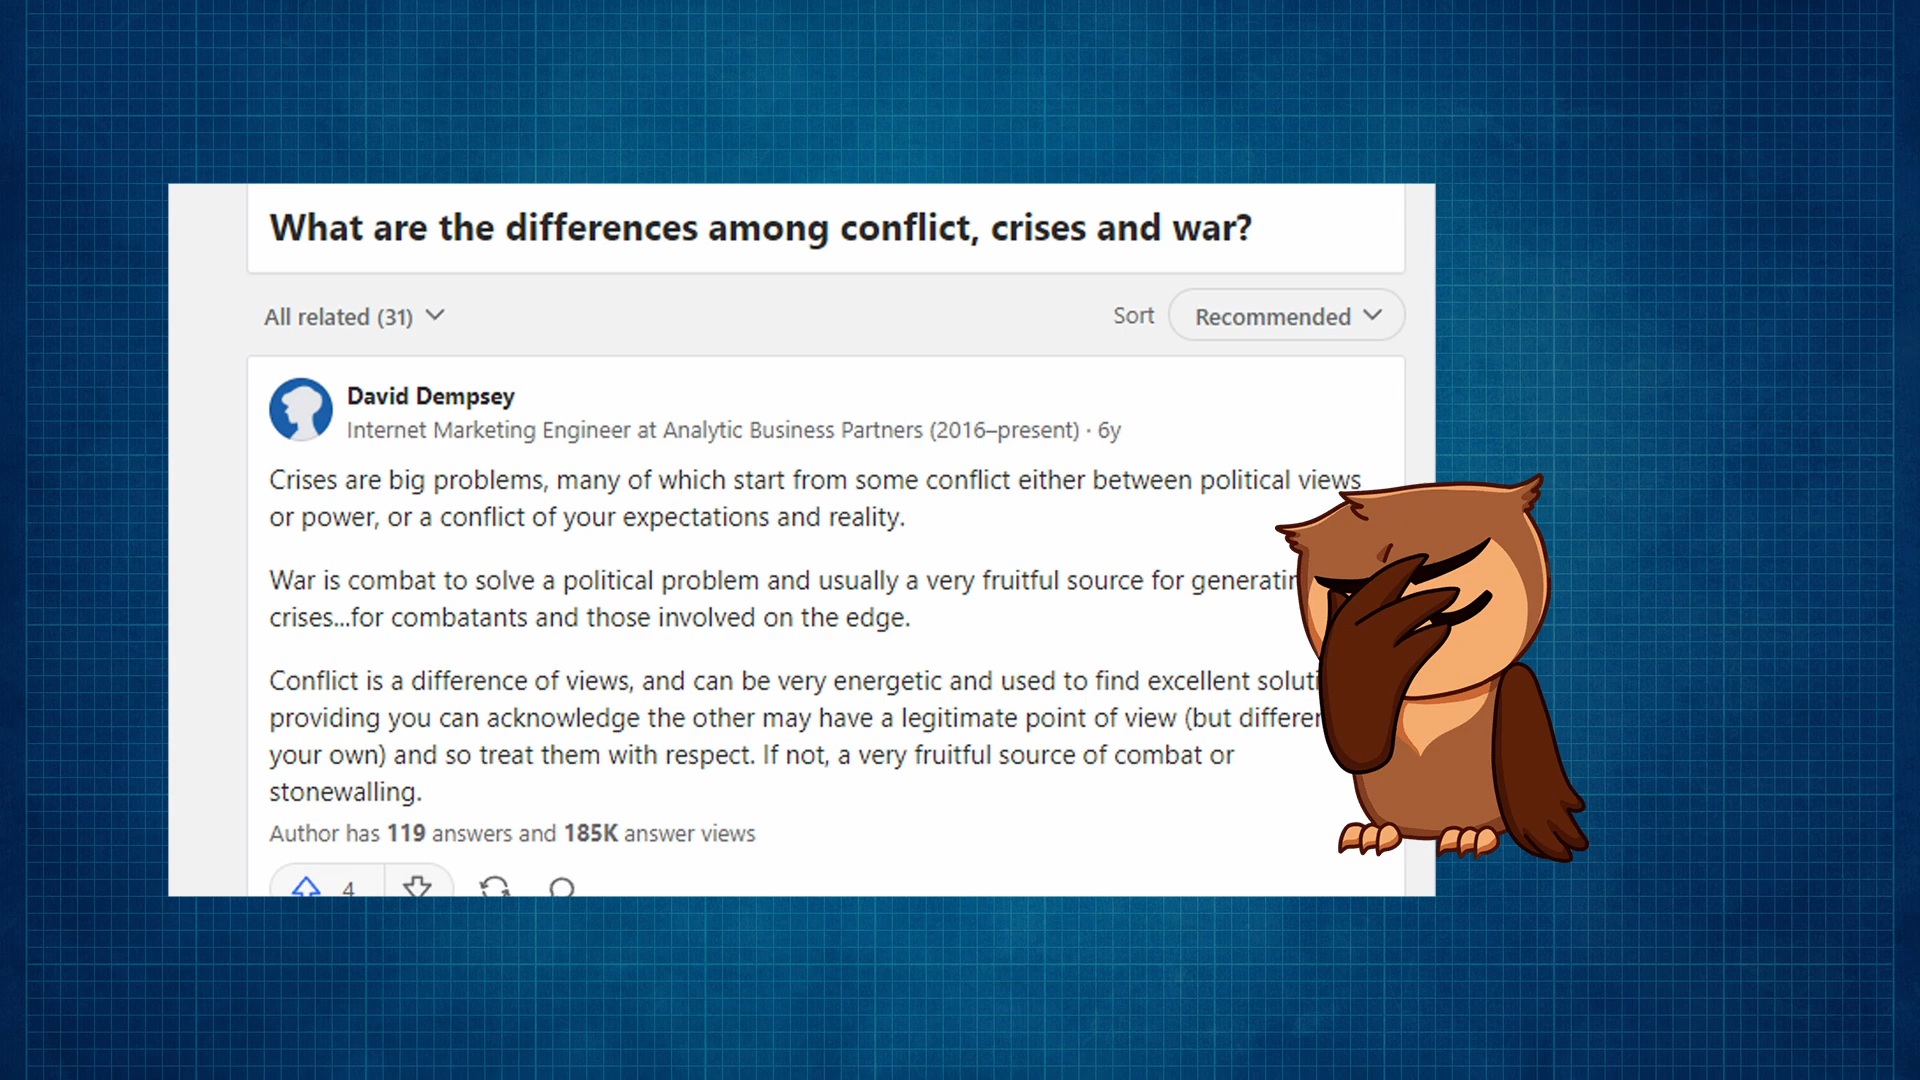 What are the differences among conflict, crises and war?
All related (31)
Sort
Recommended
David Dempsey
Internet Marketing Engineer at Analytic Business Partners (2016–present) · 6y
Crises are big problems, many of which start from some conflict either between political views
or power, or a conflict of your expectations and reality.
War is combat to solve a political problem and usually a very fruitful source for
crises...for combatants and those involved on the edge.
Conflict is a difference of views, and can be very energetic and used to find excellent
providing you can acknowledge the other may have a legitimate point of view (but
your own) and so treat them with respect. If not, a very fruitful source of combat or
stonewalling.
Author has 119 answers and 185K answer views
4